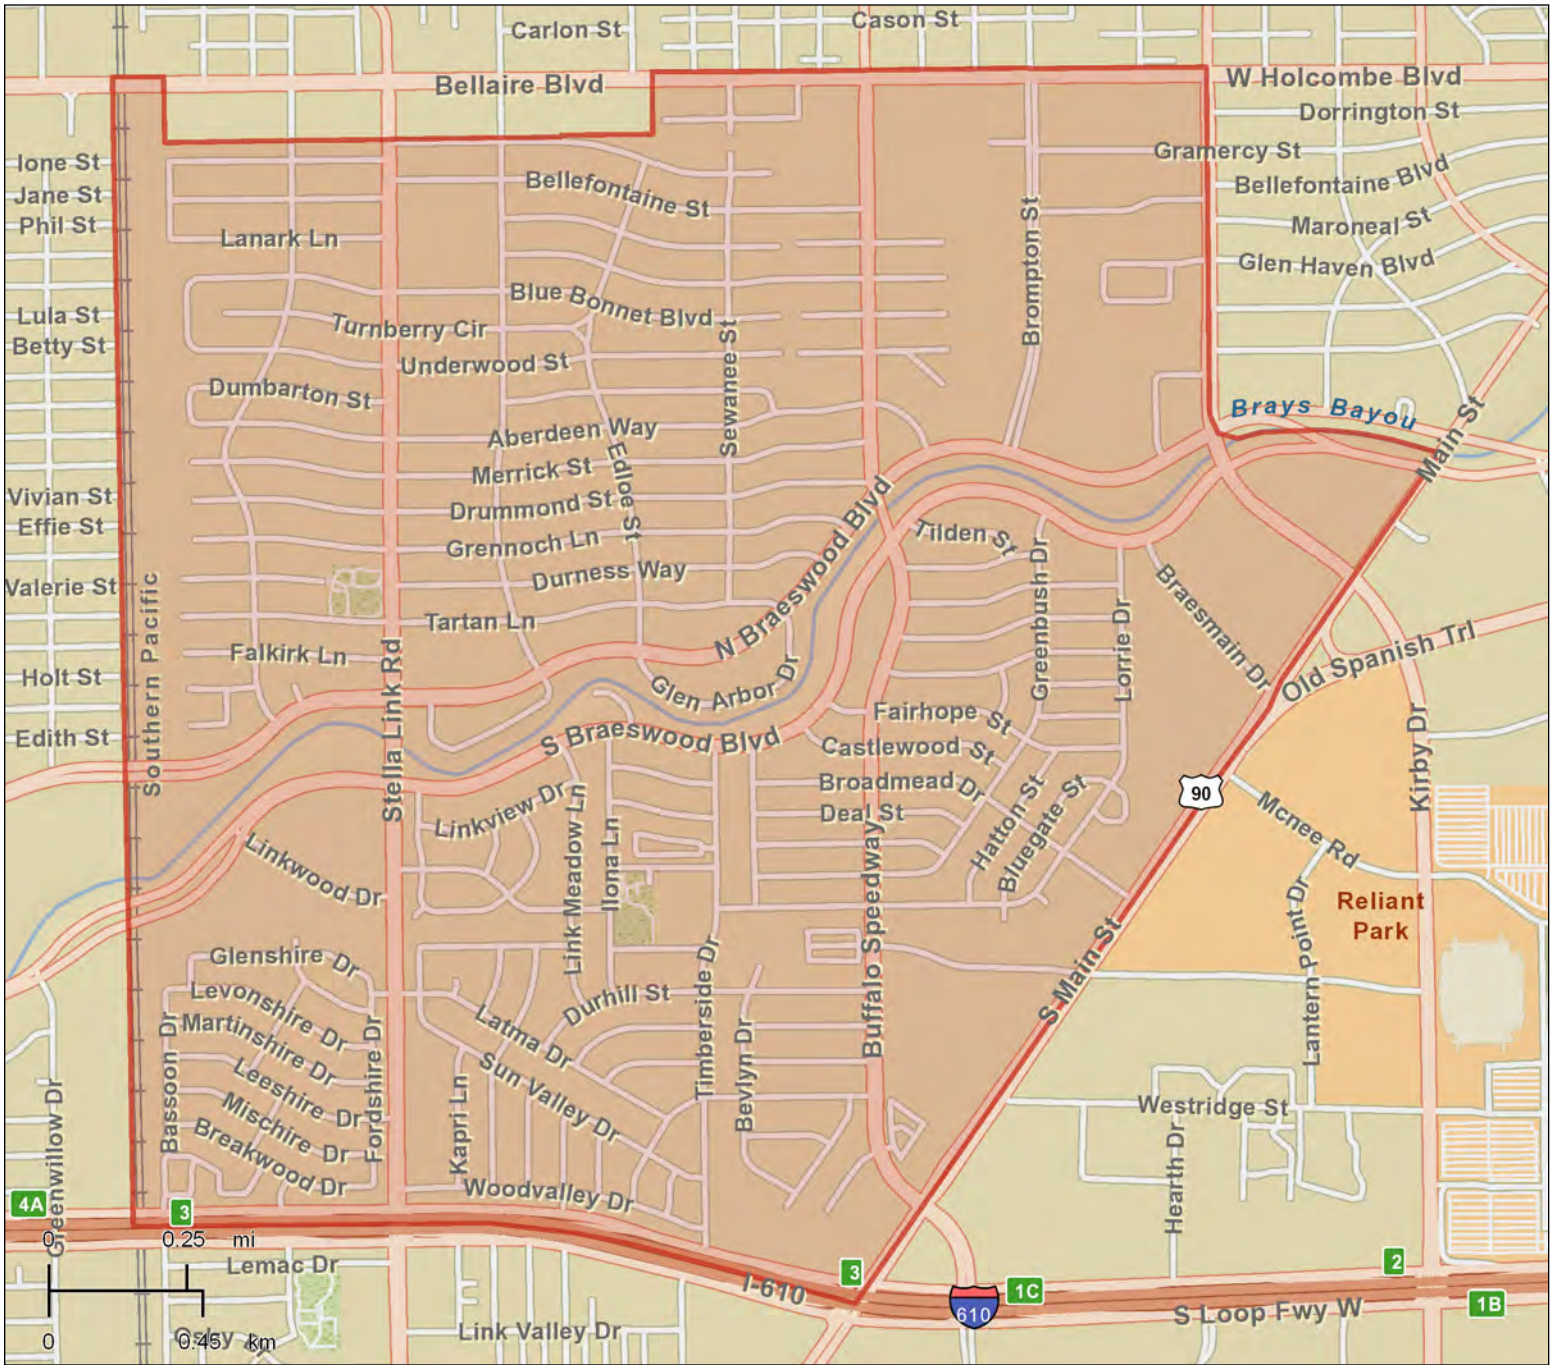 Carlon St
Cason St
Bellaire Blvd
W Holcombe Blvd
Dorrington St
Gramercy St
Ione St
Jane St
Phil St
Bellefontaine St
Bellefontaine Blvd
Maroneal St
Glen Haven Blvd
Lanark Ln
Brompton St
Lula St
Betty St
Blue Bonnet Blvd
Turnberry Cir
Underwood St
Sewanee St
Dumbarton St
Brays Bayou
Main St
Aberdeen Way
Merrick St
Edloe St
Drummond St
Vivian St
Effie St
Grennoch Ln
Durness Way
N Braeswood Blvd
Tilden St
Greenbush Dr
Lorrie Dr
Braesmain Dr
Valerie St
Southern Pacific
Tartan Ln
Falkirk Ln
Stella Link Rd
Holt St
Glen Arbor Dr
Old Spanish Trl
Edith St
S Braeswood Blvd
Fairhope St
Castlewood St
Broadmead Dr
Deal St
Hatton St
Bluegate St
90
Kirby Dr
Mcnee Rd
Linkview Dr
Link Meadow Ln
Ilona Ln
Linkwood Dr
Buffalo Speedway
Lantern Point Dr
Reliant
Park
S Main St
Glenshire Dr
Levonshire Dr
Martinshire Dr
Leeshire Dr
Mischire Dr
Breakwood Dr
Bassoon Dr
Fordshire Dr
Durhill St
Latma Dr
Sun Valley Dr
Timberside Dr
Bevlyn Dr
Kapri Ln
Woodvalley Dr
Westridge St
Hearth Dr
Greenwillow Dr
4A
3
0
0.25 mi
Lemac Dr
I-610
3
610
1C
2
1B
S Loop Fwy W
0
0.45 km
Link Valley Dr